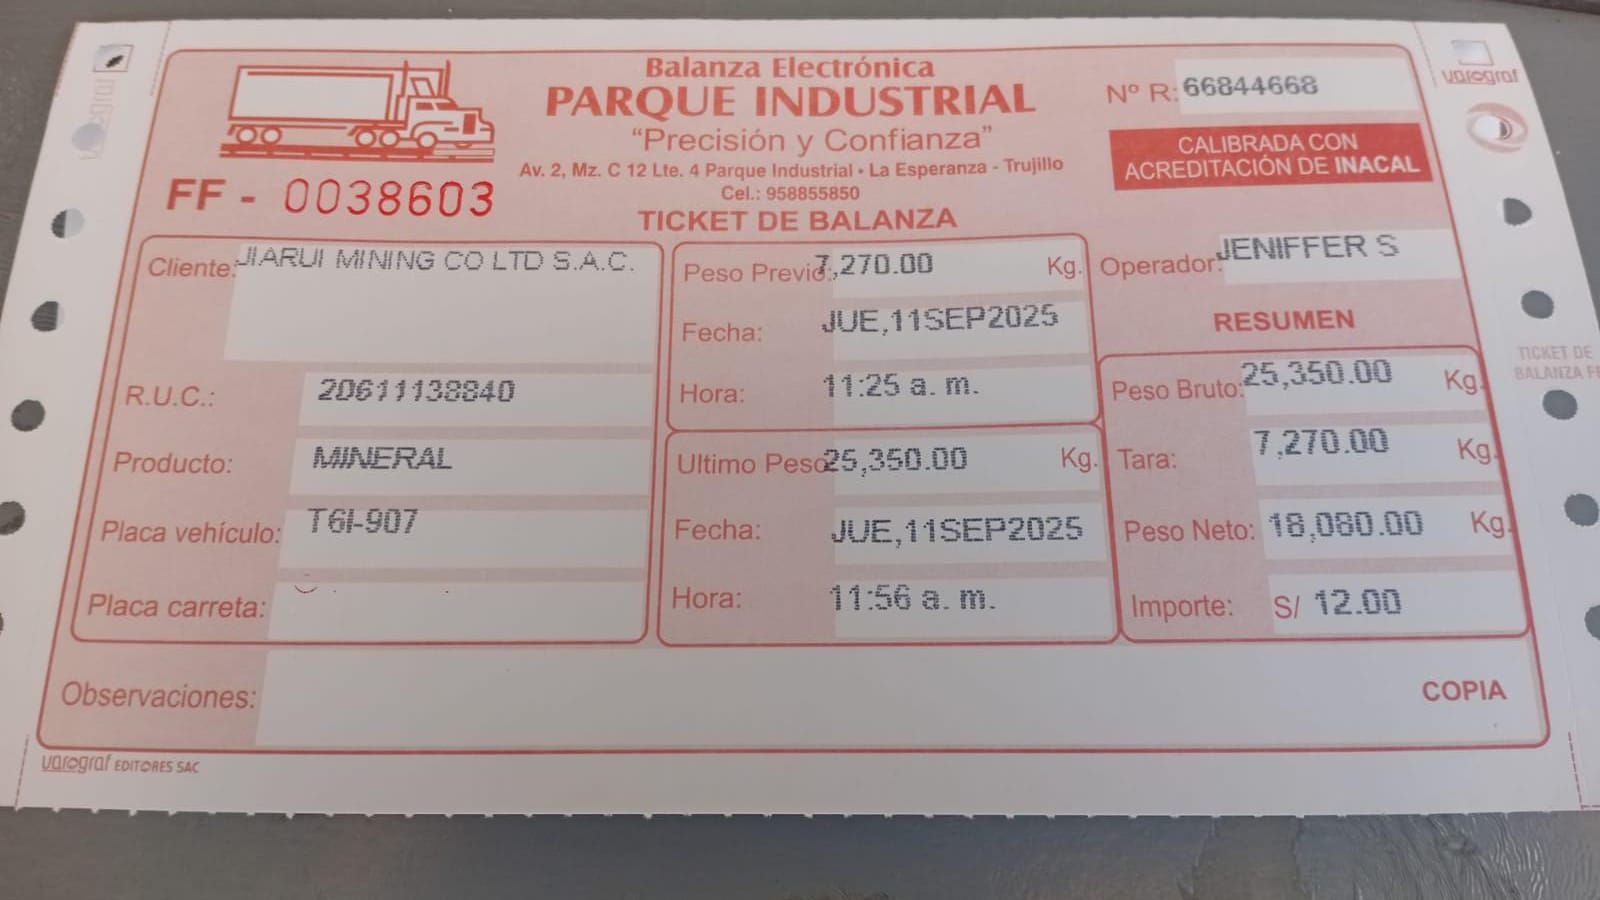 varograf
varograf
Balanza Electrónica
PARQUE INDUSTRIAL
"Precisión y Confianza"
Av. 2, Mz. C 12 Lte. 4 Parque Industrial • La Esperanza - Trujillo
Cel.: 958855850
Nº R: 66844668
CALIBRADA CON
ACREDITACIÓN DE INACAL
FF - 0038603
TICKET DE BALANZA
Cliente: JIARUI MINING CO LTD S.A.C.
R.U.C.: 20611138840
Producto: MINERAL
Placa vehículo: T6I-907
Placa carreta:
Peso Previo: 7,270.00 Kg.
Fecha: JUE,11SEP2025
Hora: 11:25 a. m.
Ultimo Peso 25,350.00 Kg.
Fecha: JUE,11SEP2025
Hora: 11:56 a. m.
Operador: JENIFFER S
RESUMEN
Peso Bruto: 25,350.00 Kg.
Tara: 7,270.00 Kg.
Peso Neto: 18,080.00 Kg.
Importe: S/ 12.00
Observaciones:
COPIA
varograf EDITORES SAC
TICKET DE
BALANZA